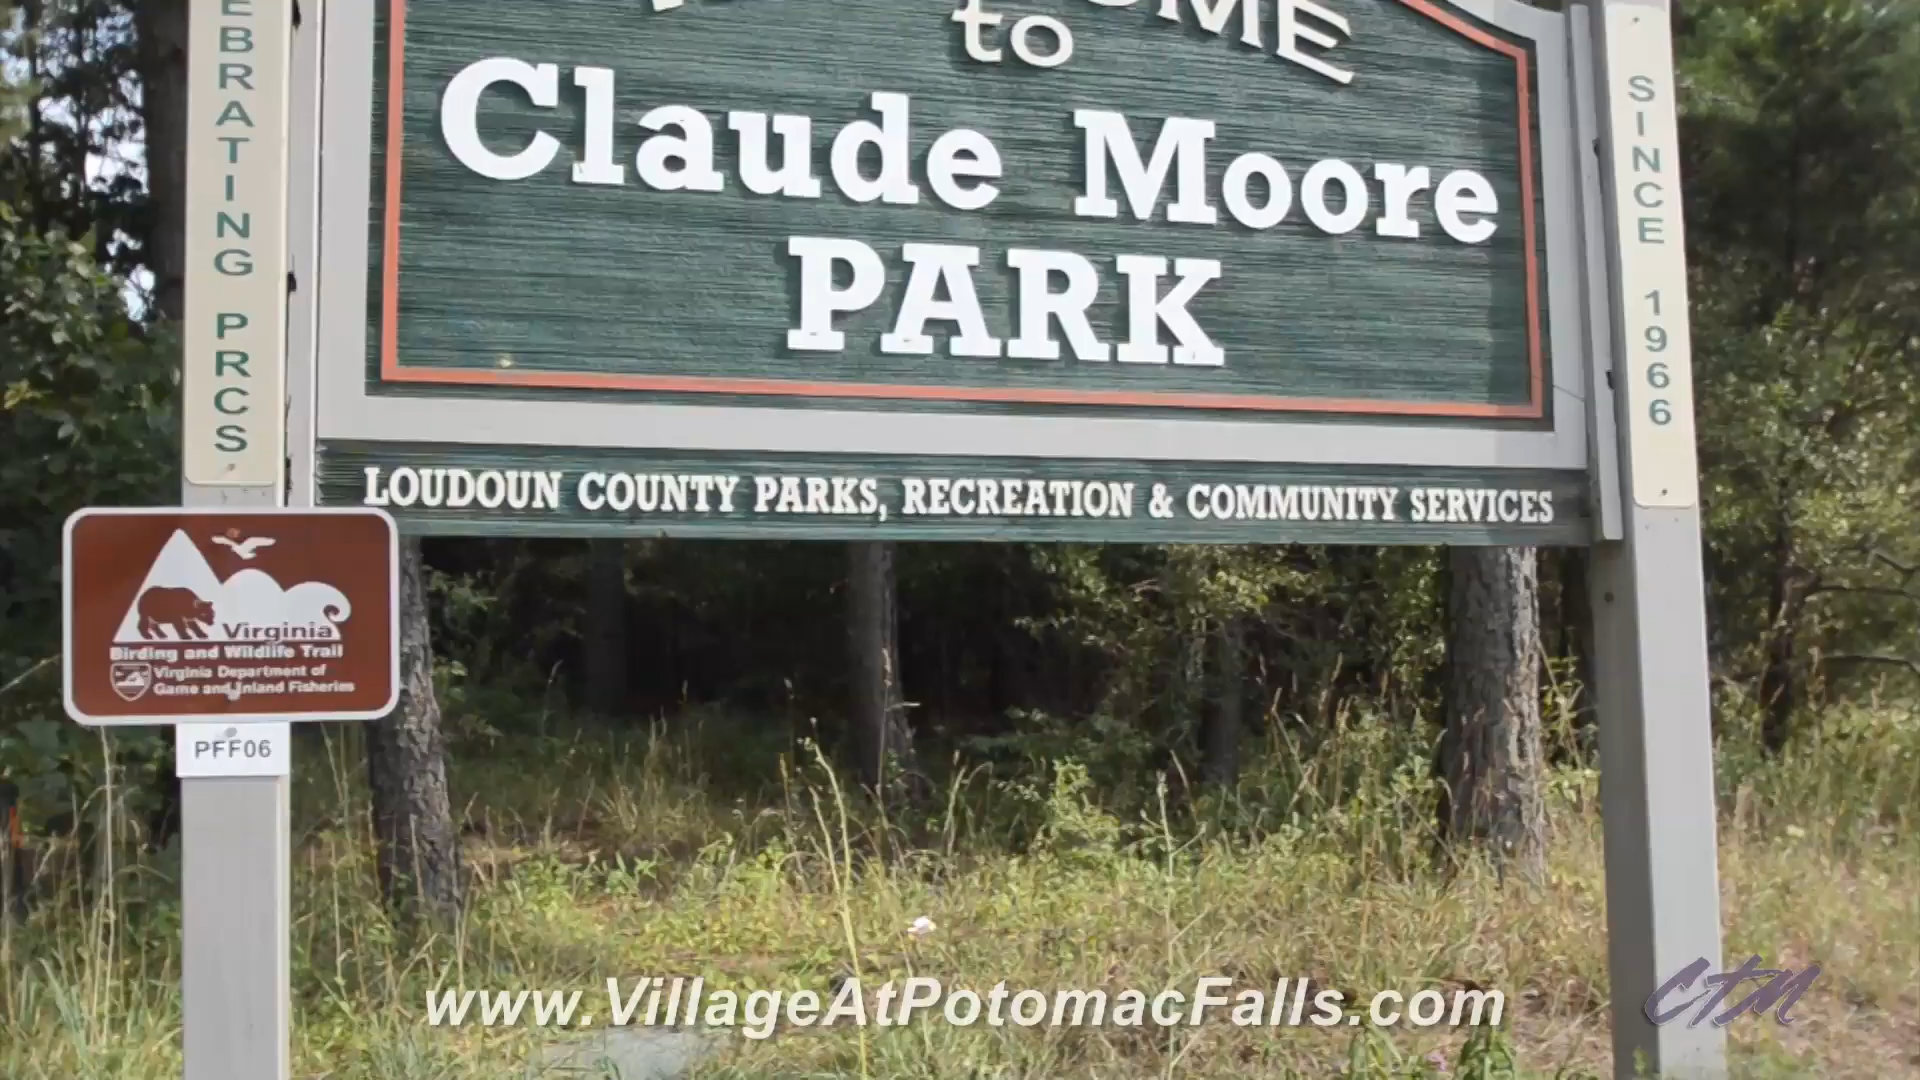 to
Claude Moore
PARK
LOUDOUN COUNTY PARKS, RECREATION & COMMUNITY SERVICES
EBRATING PRCS
SINCE 1966
Virginia
Birding and Wildlife Trail
Virginia Department of
Game and Inland Fisheries
PFF06
www.VillageAtPotomacFalls.com
CTM